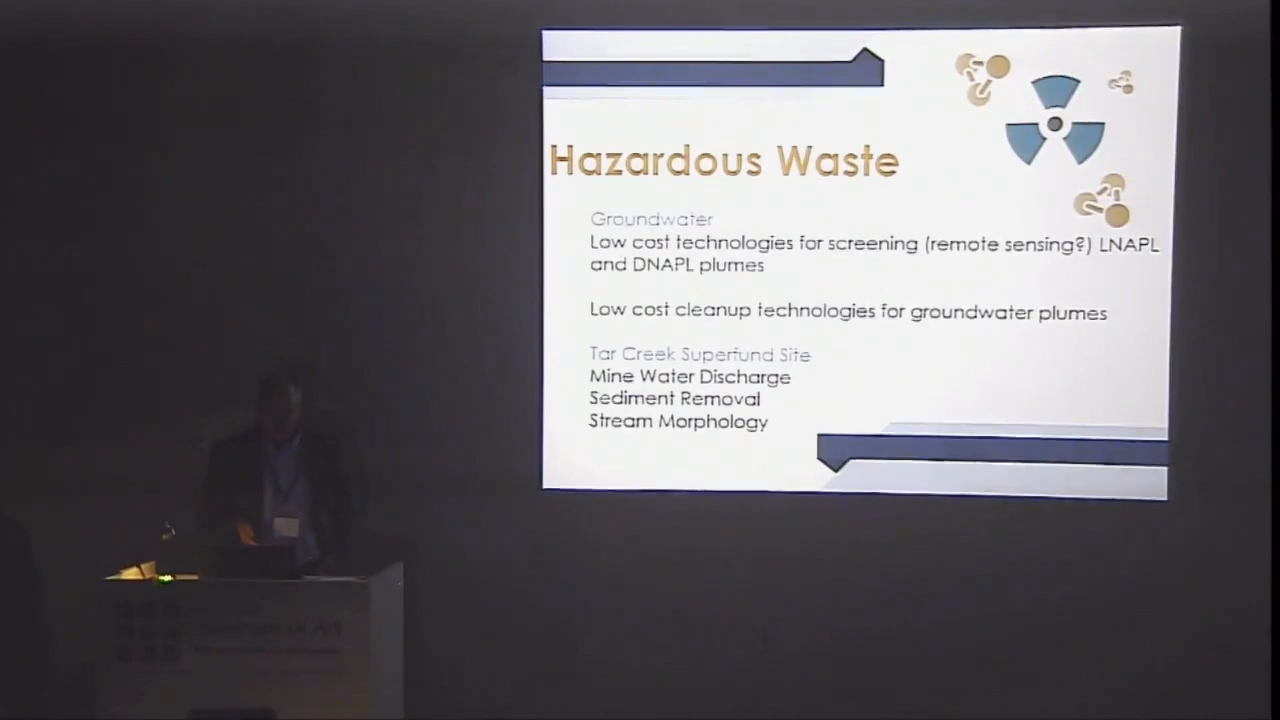 Hazardous Waste
Groundwater
Low cost technologies for screening (remote sensing?) LNAPL
and DNAPL plumes
Low cost cleanup technologies for groundwater plumes
Tar Creek Superfund Site
Mine Water Discharge
Sediment Removal
Stream Morphology